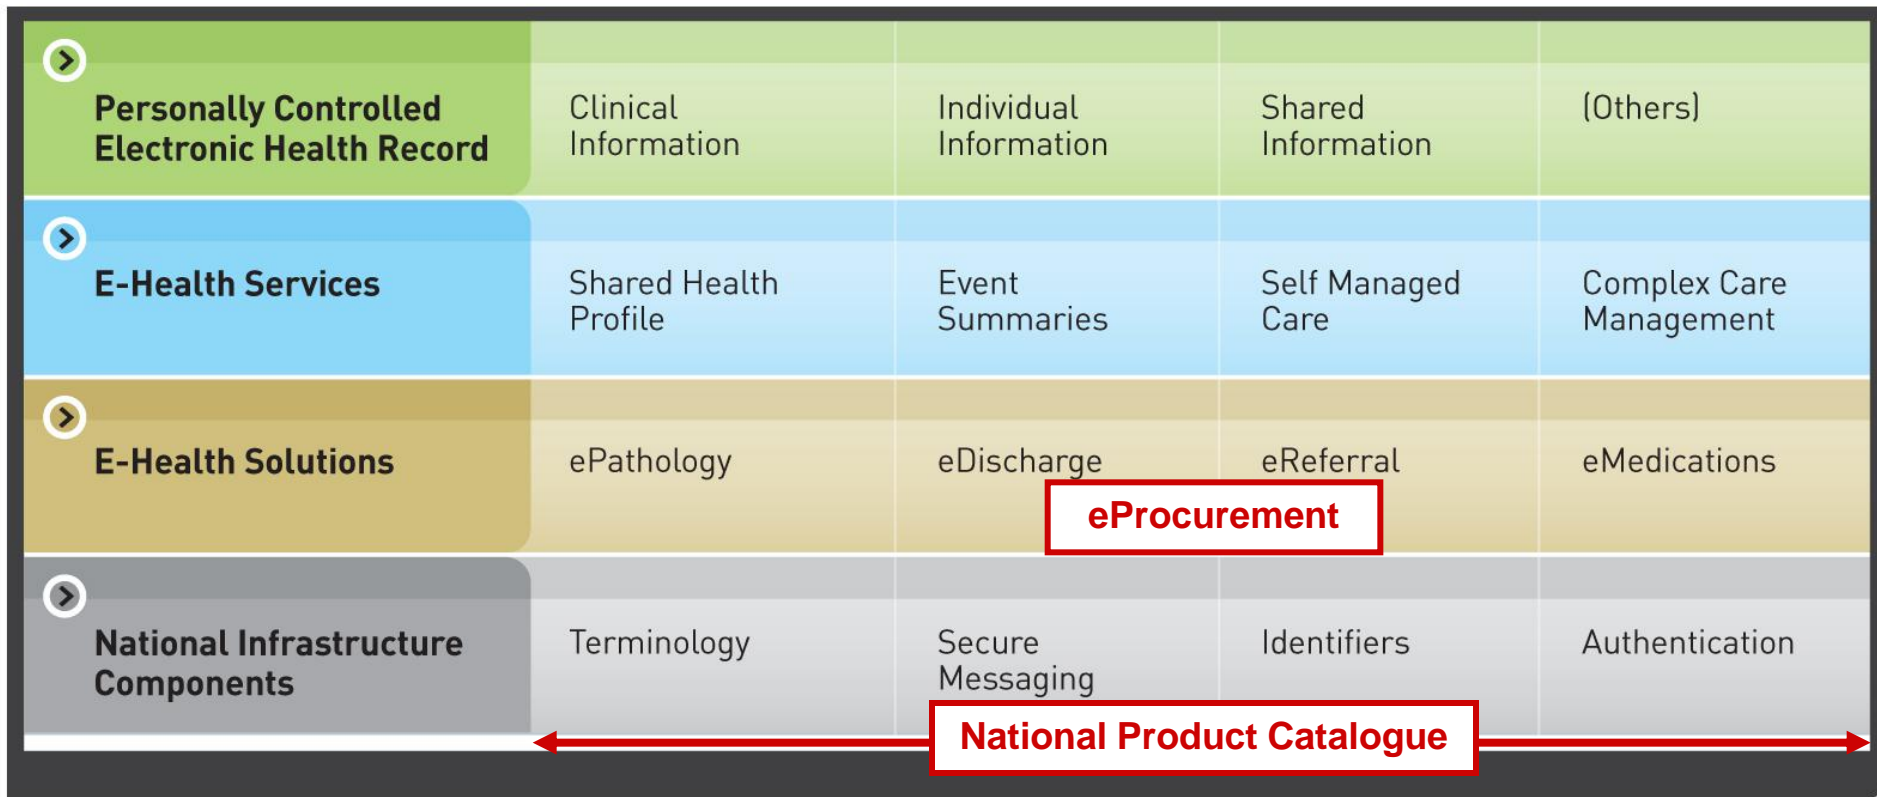 Personally Controlled
Electronic Health Record
Clinical
Information
Individual
Information
Shared
Information
(Others)
E-Health Services
Shared Health
Profile
Event
Summaries
Self Managed
Care
Complex Care
Management
E-Health Solutions
ePathology
eDischarge
eReferral
eMedications
eProcurement
National Infrastructure
Components
Terminology
Secure
Messaging
Identifiers
Authentication
National Product Catalogue